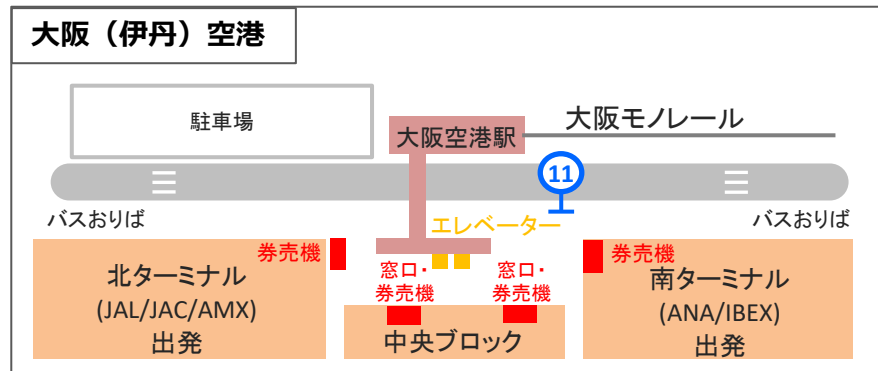 大阪（伊丹）空港
駐車場
大阪空港駅
大阪モノレール
11
バスおりば
バスおりば
エレベーター
券売機
窓口・
券売機
窓口・
券売機
券売機
北ターミナル
(JAL/JAC/AMX)
出発
中央ブロック
南ターミナル
(ANA/IBEX)
出発